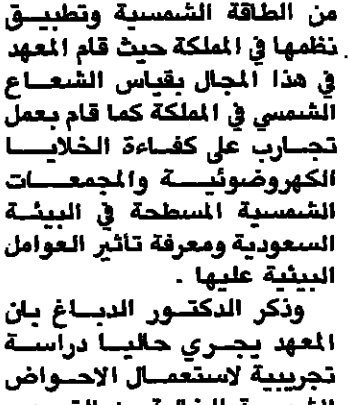 من الطاقة الشمسية وتطبيق
نظمها في المملكة حيث قام المعهد
في هذا المجال بقياس الشعاع
الشمسي في المملكة كما قام بعمل
تجارب على كفاءة الخلايا
الكهروضوئية والمجمعات
الشمسية المسطحة في البيئة
السعودية ومعرفة تأثير العوامل
البيئية عليها .
وذكر الدكتور الدباغ بان
المعهد يجري حاليا دراسة
تجريبية لاستعمال الاحواض